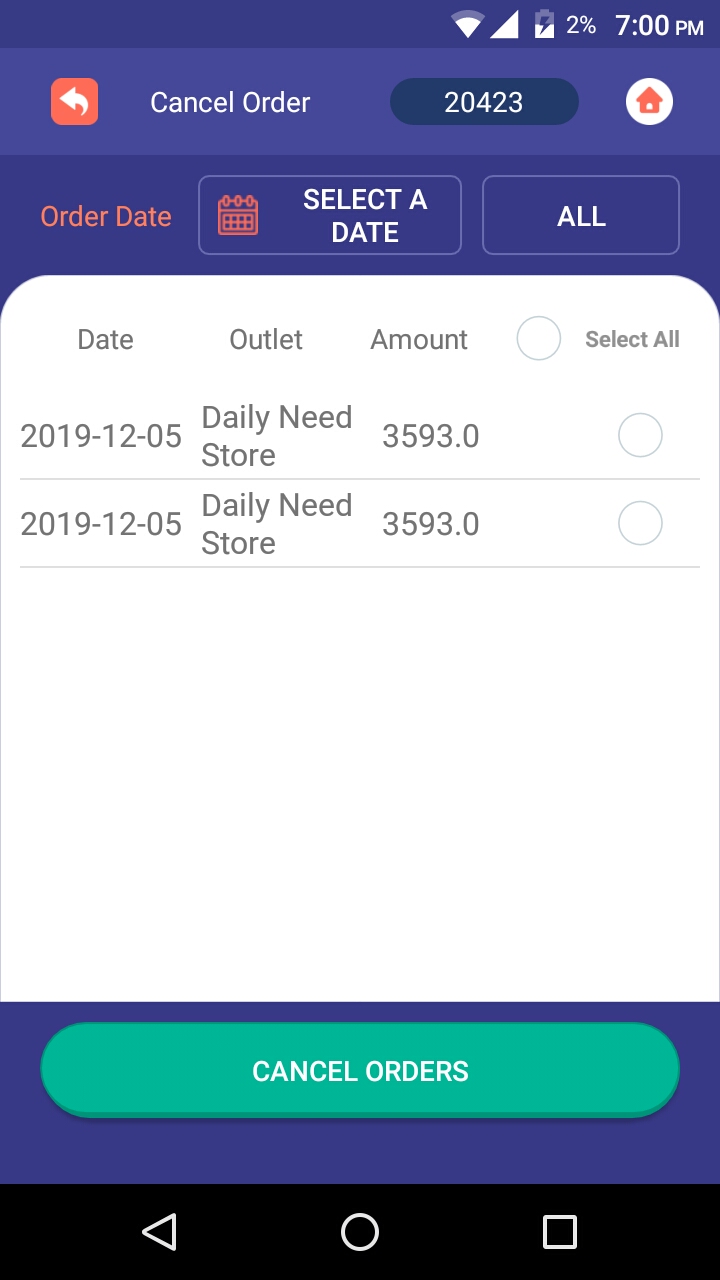 2% 7:00 PM
Cancel Order 20423
Order Date SELECT A DATE ALL
Date Outlet Amount Select All
2019-12-05 Daily Need Store 3593.0
2019-12-05 Daily Need Store 3593.0
CANCEL ORDERS